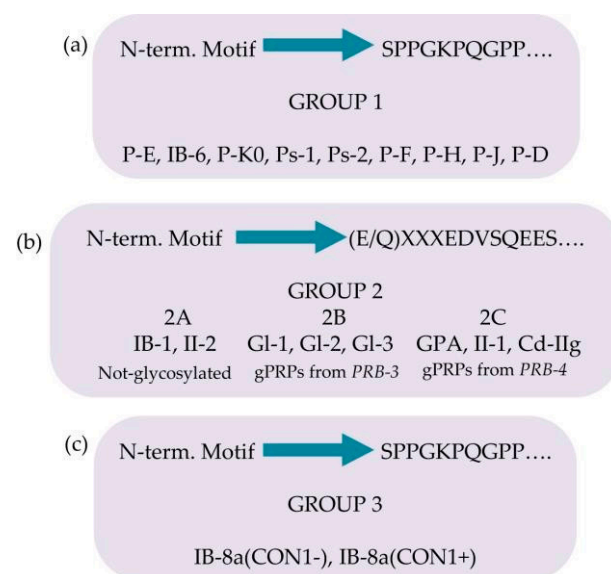 (a)
N-term. Motif SPPGKPQGPP....
GROUP 1
P-E, IB-6, P-K0, Ps-1, Ps-2, P-F, P-H, P-J, P-D
(b)
N-term. Motif (E/Q)XXXEDVSQEES....
GROUP 2
2A 2B 2C
IB-1, II-2 Gl-1, Gl-2, Gl-3 GPA, II-1, Cd-IIg
Not-glycosylated gPRPs from PRB-3 gPRPs from PRB-4
(c)
N-term. Motif SPPGKPQGPP....
GROUP 3
IB-8a(CON1-), IB-8a(CON1+)